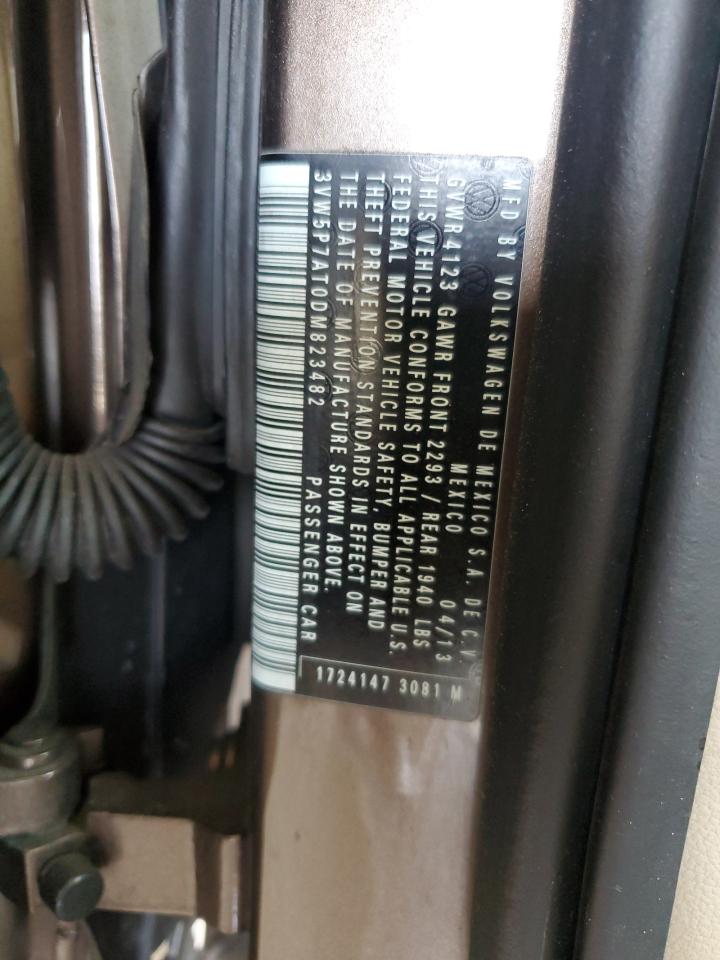 MFD BY VOLKSWAGEN DE MEXICO S.A. DE C.V.
MEXICO 04/13
GVWR 4123 GAWR FRONT 2293 / REAR 1940 LBS
THIS VEHICLE CONFORMS TO ALL APPLICABLE U.S.
FEDERAL MOTOR VEHICLE SAFETY, BUMPER AND
THEFT PREVENTION STANDARDS IN EFFECT ON
THE DATE OF MANUFACTURE SHOWN ABOVE.
3VW5P7AT0DM823482 PASSENGER CAR
1724147 3081 M